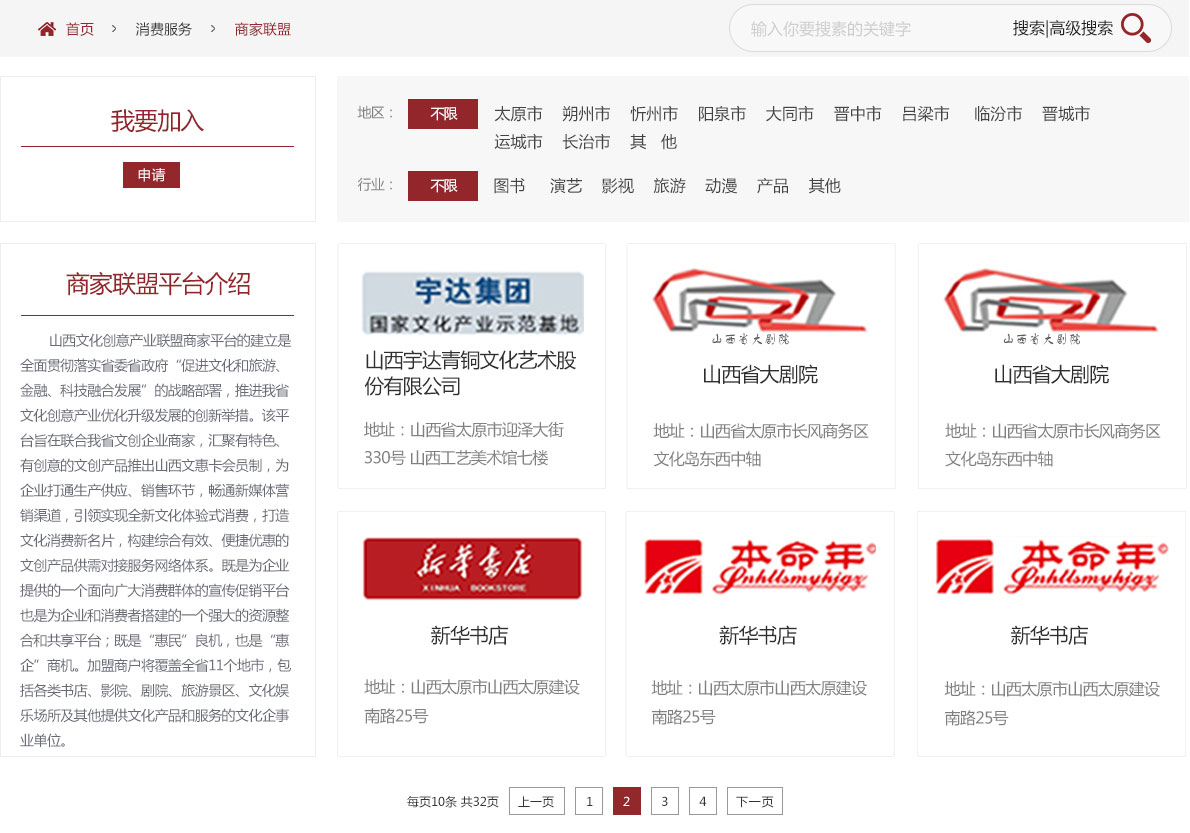 首页 › 消费服务 › 商家联盟
输入你要搜素的关键字 搜索|高级搜索
我要加入
申请
地区： 不限 太原市 朔州市 忻州市 阳泉市 大同市 晋中市 吕梁市 临汾市 晋城市
运城市 长治市 其 他
行业： 不限 图书 演艺 影视 旅游 动漫 产品 其他
商家联盟平台介绍
山西文化创意产业联盟商家平台的建立是
全面贯彻落实省委省政府“促进文化和旅游、
金融、科技融合发展”的战略部署，推进我省
文化创意产业优化升级发展的创新举措。该平
台旨在联合我省文创企业商家，汇聚有特色、
有创意的文创产品推出山西文惠卡会员制，为
企业打通生产供应、销售环节，畅通新媒体营
销渠道，引领实现全新文化体验式消费，打造
文化消费新名片，构建综合有效、便捷优惠的
文创产品供需对接服务网络体系。既是为企业
提供的一个面向广大消费群体的宣传促销平台
也是为企业和消费者搭建的一个强大的资源整
合和共享平台；既是“惠民”良机，也是“惠
企”商机。加盟商户将覆盖全省11个地市，包
括各类书店、影院、剧院、旅游景区、文化娱
乐场所及其他提供文化产品和服务的文化企事
业单位。
宇达集团
国家文化产业示范基地
山西宇达青铜文化艺术股
份有限公司
地址：山西省太原市迎泽大街
330号 山西工艺美术馆七楼
山西省大剧院
山西省大剧院
地址：山西省太原市长风商务区
文化岛东西中轴
山西省大剧院
山西省大剧院
地址：山西省太原市长风商务区
文化岛东西中轴
新华书店
XINHUA BOOKSTORE
新华书店
地址：山西太原市山西太原建设
南路25号
本命年
新华书店
地址：山西太原市山西太原建设
南路25号
本命年
新华书店
地址：山西太原市山西太原建设
南路25号
每页10条 共32页 上一页 1 2 3 4 下一页